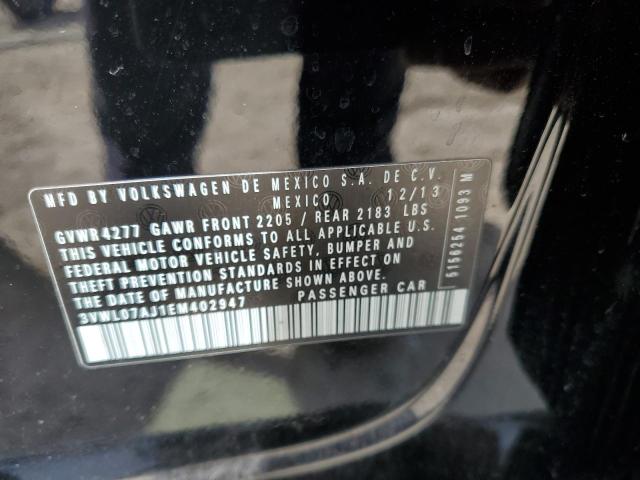 MFD BY VOLKSWAGEN DE MEXICO S.A. DE C.V.
MEXICO 12/13
GVWR 4277 GAWR FRONT 2205 / REAR 2183 LBS
THIS VEHICLE CONFORMS TO ALL APPLICABLE U.S.
FEDERAL MOTOR VEHICLE SAFETY, BUMPER AND
THEFT PREVENTION STANDARDS IN EFFECT ON
THE DATE OF MANUFACTURE SHOWN ABOVE.
3VWL07AJ1EM402947 PASSENGER CAR
5156254 1093 M